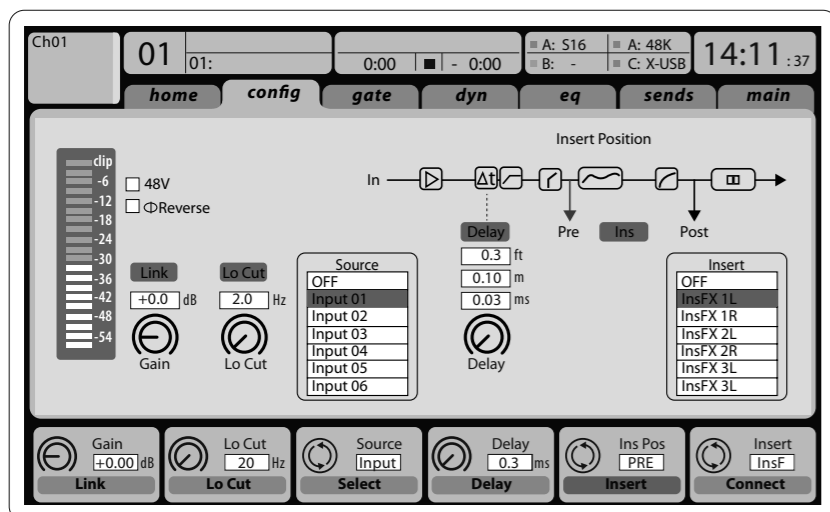 Ch01
01
01:
0:00
- 0:00
A: S16
B: -
A: 48K
C: X-USB
14:11 :37
home
config
gate
dyn
eq
sends
main
Insert Position
clip
-6
-12
-18
-24
-30
-36
-42
-48
-54
48V
ΦReverse
In
Δt
Pre
Ins
Post
Link
+0.0 dB
Gain
Lo Cut
2.0 Hz
Lo Cut
Source
OFF
Input 01
Input 02
Input 03
Input 04
Input 05
Input 06
Delay
0.3 ft
0.10 m
0.03 ms
Delay
Insert
OFF
InsFX 1L
InsFX 1R
InsFX 2L
InsFX 2R
InsFX 3L
InsFX 3L
Gain
+0.00 dB
Link
Lo Cut
20 Hz
Lo Cut
Source
Input
Select
Delay
0.3 ms
Delay
Ins Pos
PRE
Insert
Insert
InsF
Connect